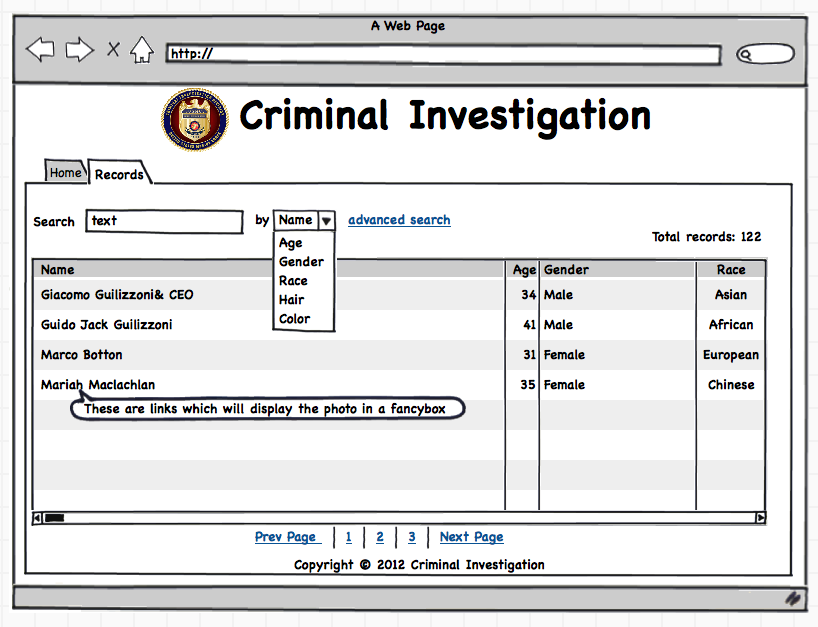 A Web Page
http://
Criminal Investigation
Home Records
Search text by Name advanced search
Age
Gender
Race
Hair
Color
Total records: 122
Name Age Gender Race
Giacomo Guilizzoni& CEO 34 Male Asian
Guido Jack Guilizzoni 41 Male African
Marco Botton 31 Female European
Mariah Maclachlan 35 Female Chinese
These are links which will display the photo in a fancybox
Prev Page 1 2 3 Next Page
Copyright © 2012 Criminal Investigation